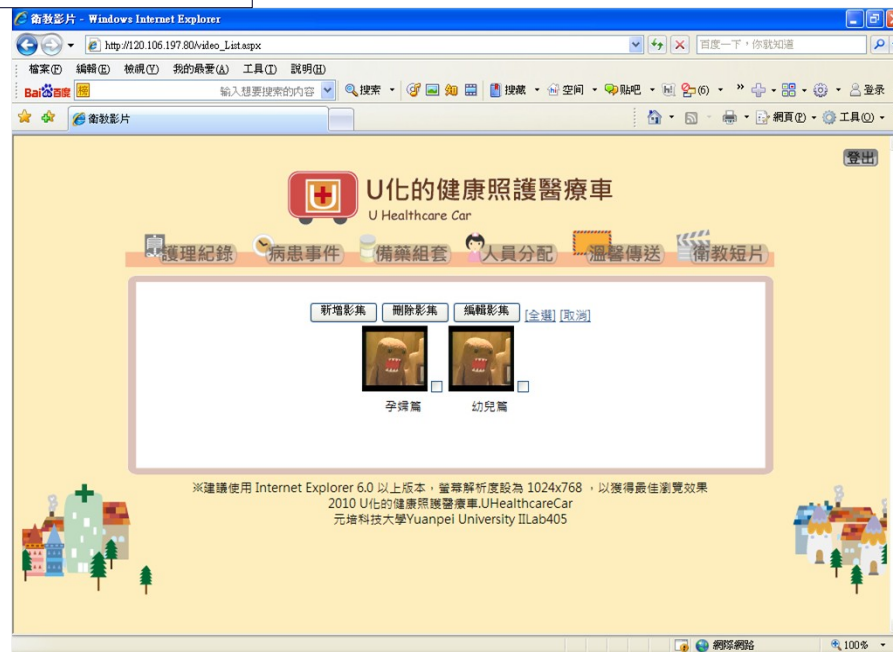 衛教影片 - Windows Internet Explorer
http://120.106.197.80/video_List.aspx
百度一下，你就知道
檔案(F) 編輯(E) 檢視(V) 我的最愛(A) 工具(T) 說明(H)
Bai 百度 输入想要搜索的内容 搜索 搜藏 空间 贴吧 (6) 登录
衛教影片 網頁(P) 工具(O)
登出
U化的健康照護醫療車
U Healthcare Car
護理紀錄 病患事件 備藥組套 人員分配 溫馨傳送 衛教短片
新增影集 刪除影集 編輯影集 [全選] [取消]
孕婦篇 幼兒篇
※建議使用 Internet Explorer 6.0 以上版本，螢幕解析度設為 1024x768 ，以獲得最佳瀏覽效果
2010 U化的健康照護醫療車.UHealthcareCar
元培科技大學Yuanpei University IILab405
網際網路 100%